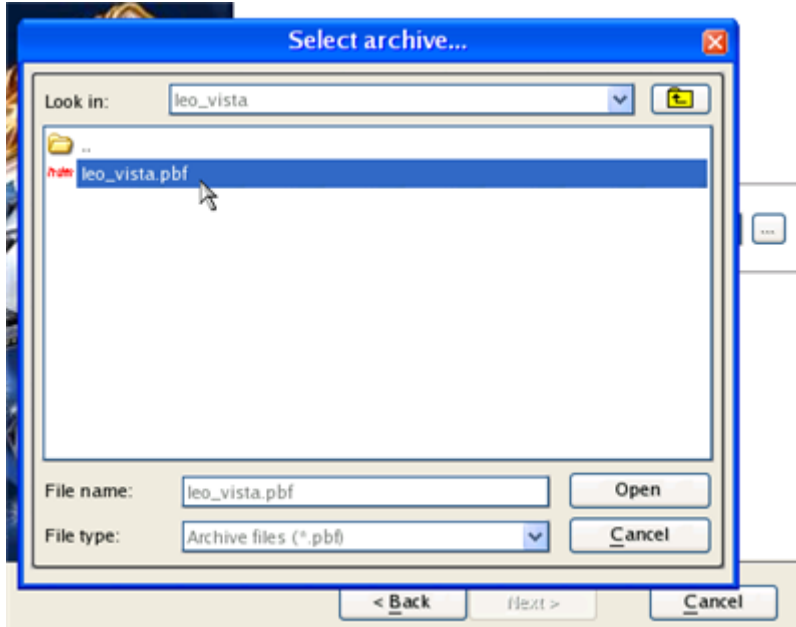 Select archive...
Look in: leo_vista
..
leo_vista.pbf
...
File name: leo_vista.pbf Open
File type: Archive files (*.pbf) Cancel
< Back Next > Cancel